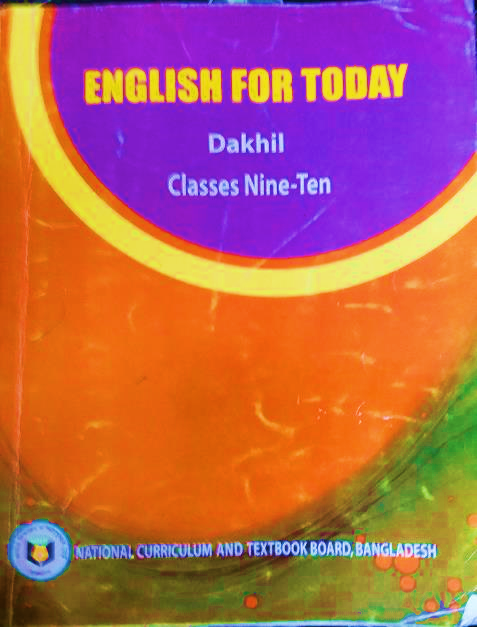 ENGLISH FOR TODAY
Dakhil
Classes Nine-Ten
NATIONAL CURRICULUM AND TEXTBOOK BOARD, BANGLADESH